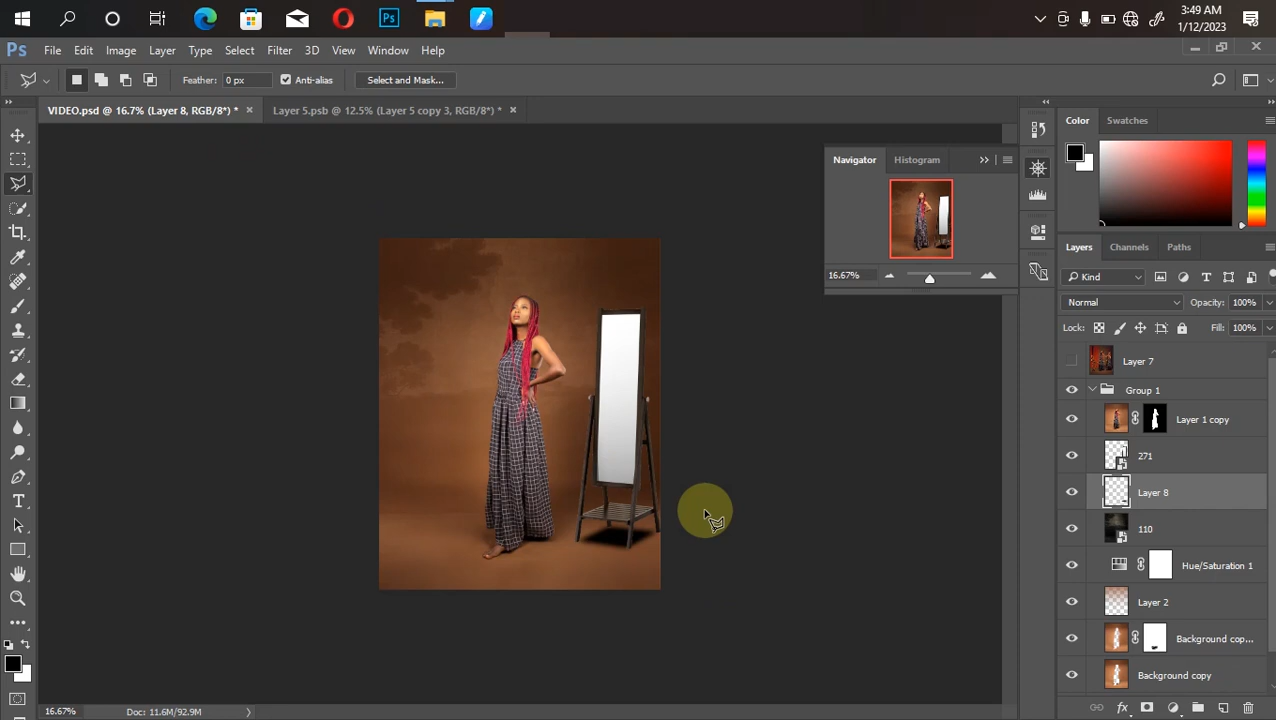 Ps
3:49 AM
1/12/2023
Ps File Edit Image Layer Type Select Filter 3D View Window Help
Feather: 0 px Anti-alias Select and Mask...
VIDEO.psd @ 16.7% (Layer 8, RGB/8*) * × Layer 5.psb @ 12.5% (Layer 5 copy 3, RGB/8*) * ×
Navigator Histogram
16.67%
Color Swatches
Layers Channels Paths
Kind
Normal Opacity: 100%
Lock: Fill: 100%
Layer 7
Group 1
Layer 1 copy
271
Layer 8
110
Hue/Saturation 1
Layer 2
Background cop...
Background copy
16.67% Doc: 11.6M/92.9M